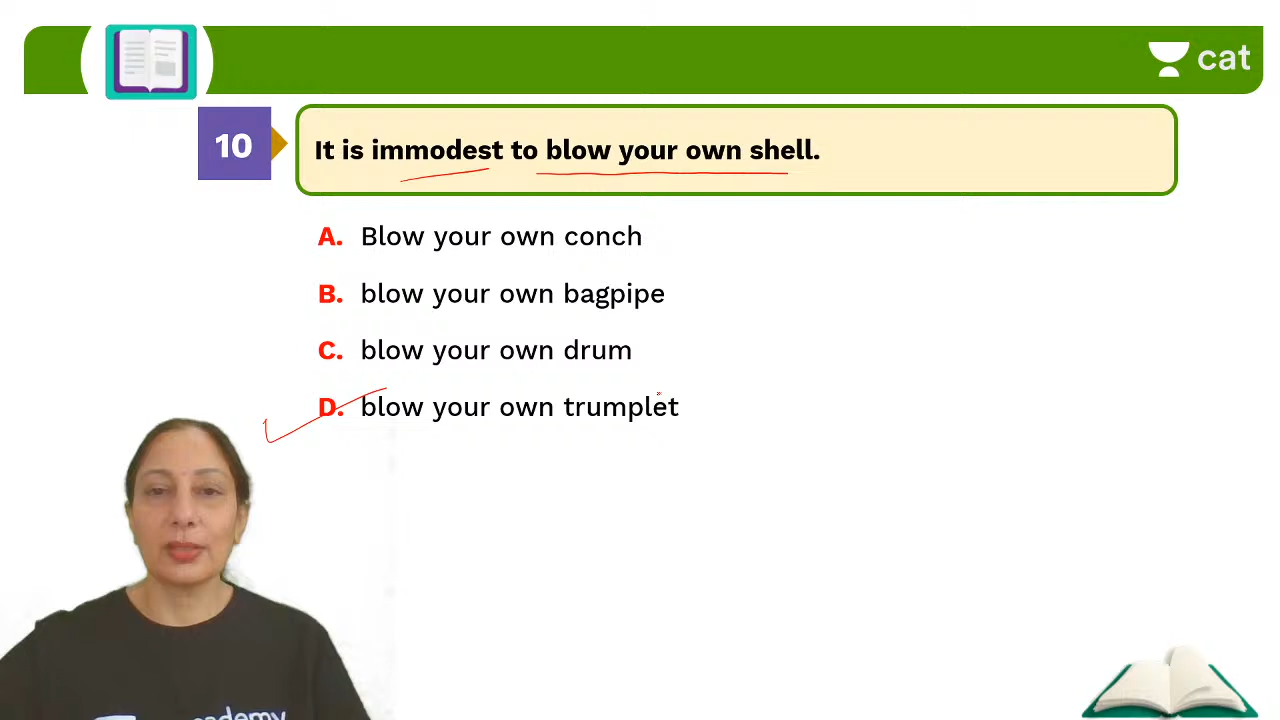 cat
10
It is immodest to blow your own shell.
A. Blow your own conch
B. blow your own bagpipe
C. blow your own drum
D. blow your own trumplet